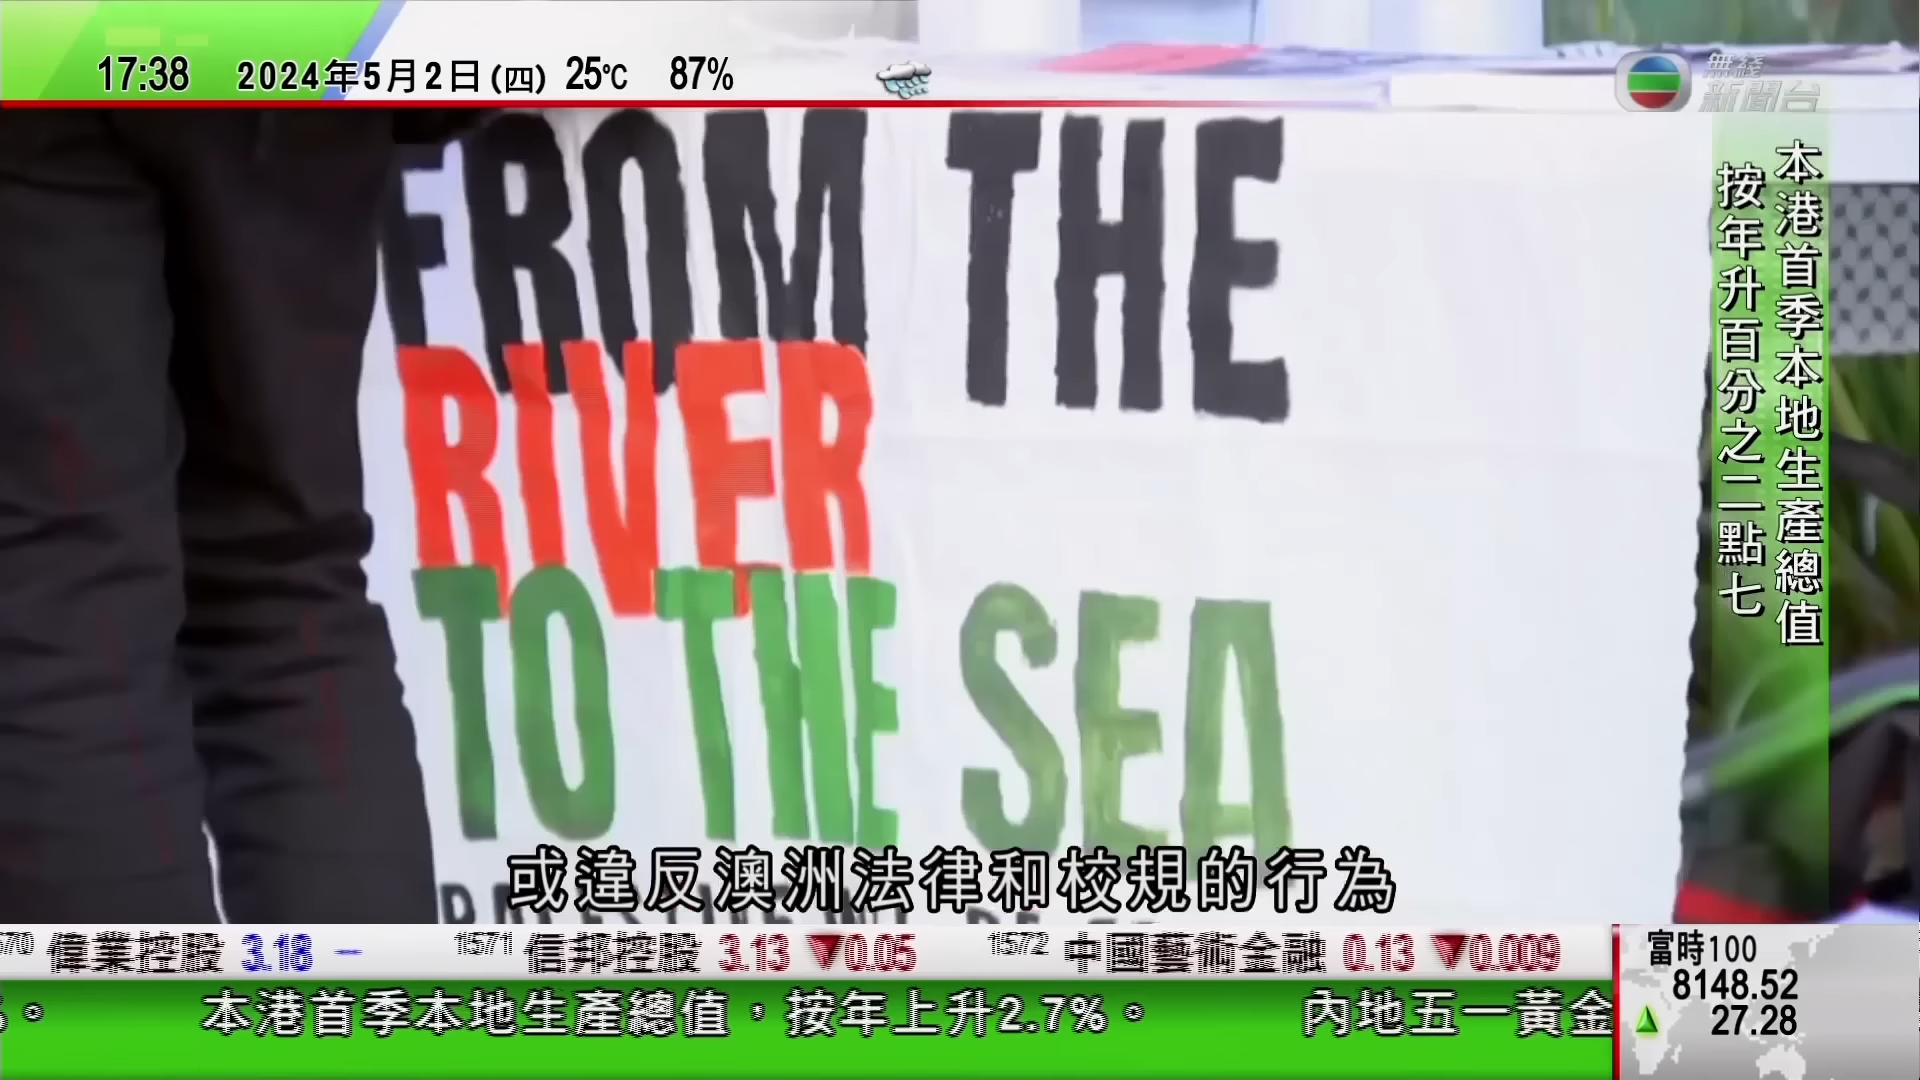 17:38 2024年5月2日(四) 25℃ 87%
無綫
新聞台
本港首季本地生產總值
按年升百分之二點七
FROM THE
RIVER
TO THE SEA
或違反澳洲法律和校規的行為
570 偉業控股 3.18 – 1571 信邦控股 3.13 ▼0.05 1572 中國藝術金融 0.13 ▼0.009
富時100
8148.52
▲ 27.28
%。 本港首季本地生產總值，按年上升2.7%。 內地五一黃金